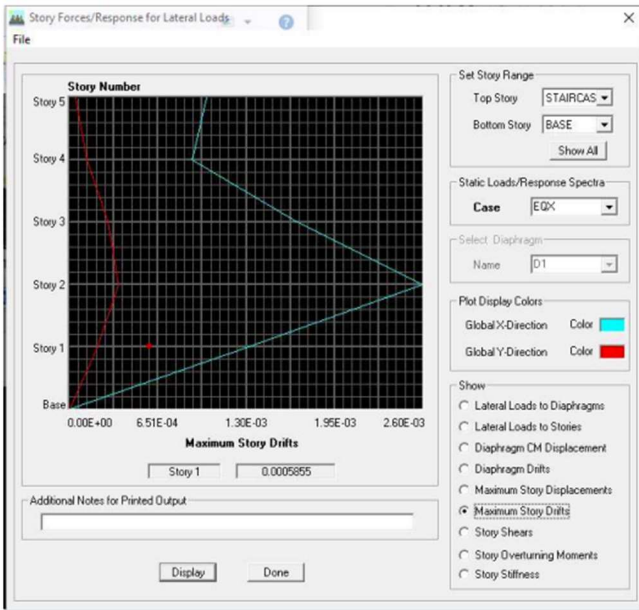 Story Forces/Response for Lateral Loads
File
Story Number
Story 5
Story 4
Story 3
Story 2
Story 1
Base
0.00E+00 6.51E-04 1.30E-03 1.95E-03 2.60E-03
Maximum Story Drifts
Story 1 0.0005855
Additional Notes for Printed Output
Display Done
Set Story Range
Top Story STAIRCAS
Bottom Story BASE
Show All
Static Loads/Response Spectra
Case EQX
Select Diaphragm
Name D1
Plot Display Colors
Global X-Direction Color
Global Y-Direction Color
Show
Lateral Loads to Diaphragms
Lateral Loads to Stories
Diaphragm CM Displacement
Diaphragm Drifts
Maximum Story Displacements
Maximum Story Drifts
Story Shears
Story Overturning Moments
Story Stiffness